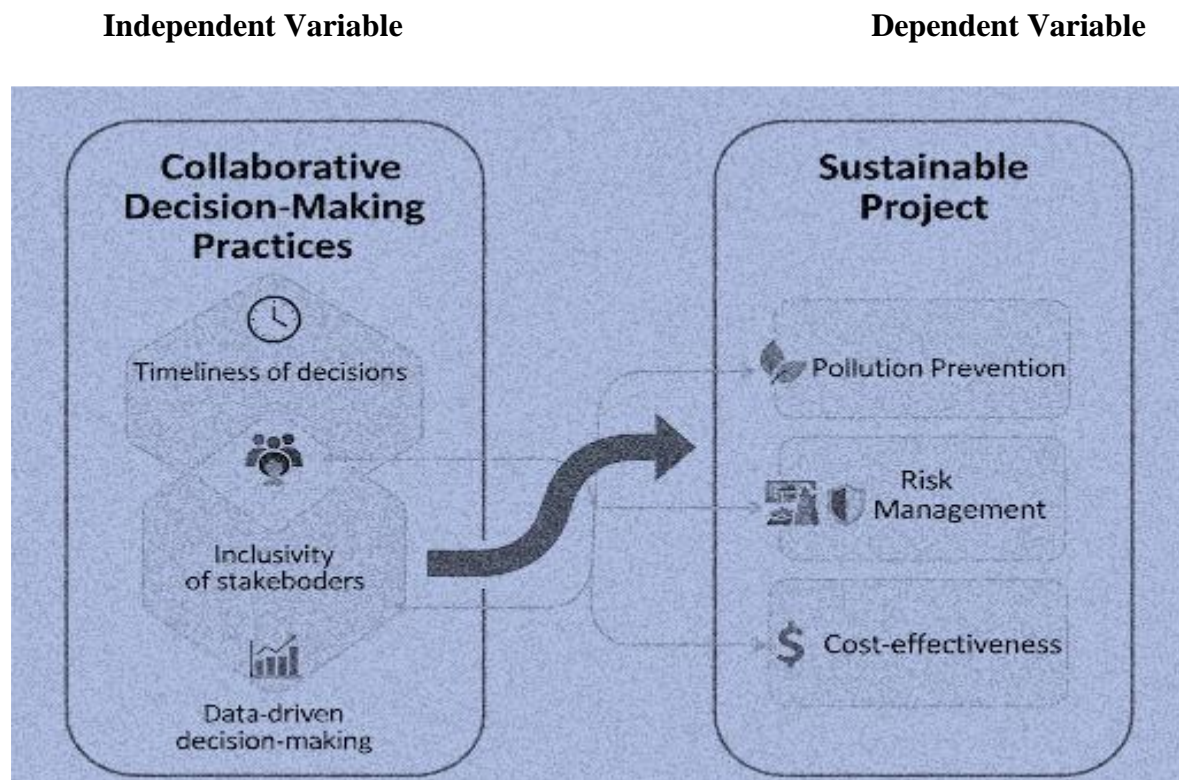 Independent Variable
Dependent Variable
Collaborative
Decision-Making
Practices
Timeliness of decisions
Inclusivity
of stakeboders
Data-driven
decision-making
Sustainable
Project
Pollution Prevention
Risk
Management
$ Cost-effectiveness